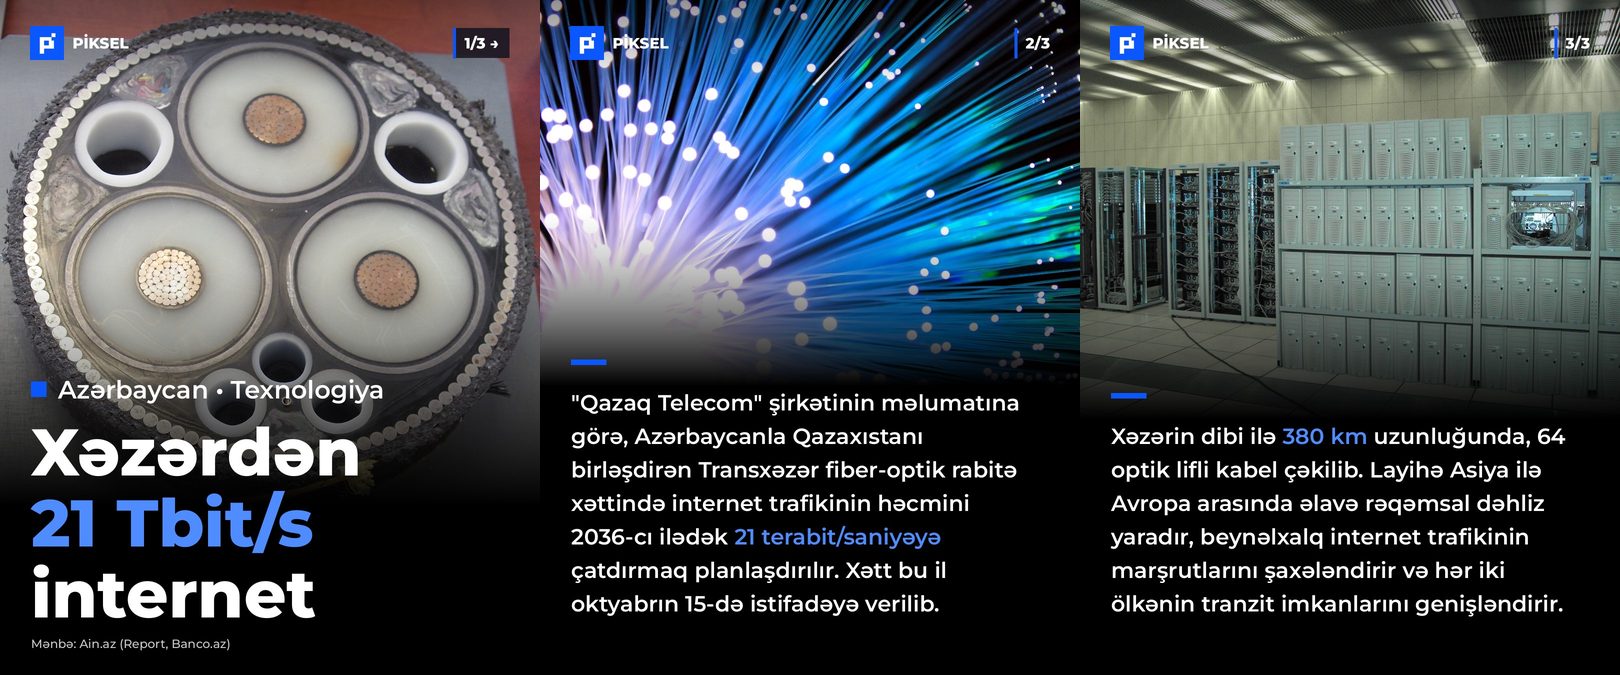 PİKSEL
1/3 →
Azərbaycan • Texnologiya
Xəzərdən
21 Tbit/s
internet
Mənbə: Ain.az (Report, Banco.az)
PİKSEL
2/3
"Qazaq Telecom" şirkətinin məlumatına
görə, Azərbaycanla Qazaxıstanı
birləşdirən Transxəzər fiber-optik rabitə
xəttində internet trafikinin həcmini
2036-cı ilədək 21 terabit/saniyəyə
çatdırmaq planlaşdırılır. Xətt bu il
oktyabrın 15-də istifadəyə verilib.
PİKSEL
3/3
Xəzərin dibi ilə 380 km uzunluğunda, 64
optik lifli kabel çəkilib. Layihə Asiya ilə
Avropa arasında əlavə rəqəmsal dəhliz
yaradır, beynəlxalq internet trafikinin
marşrutlarını şaxələndirir və hər iki
ölkənin tranzit imkanlarını genişləndirir.